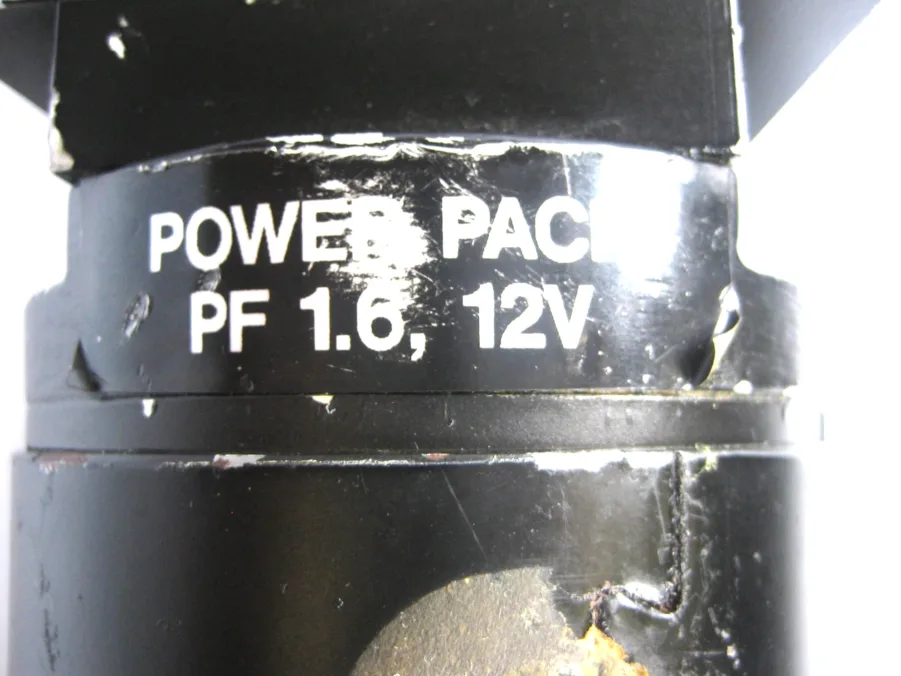 POWER PACK
PF 1.6, 12V